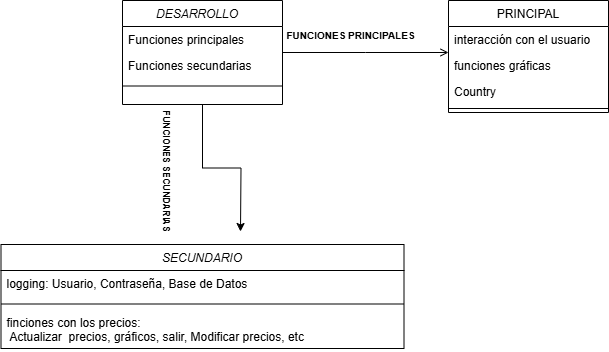 DESARROLLO
Funciones principales
Funciones secundarias
FUNCIONES PRINCIPALES
PRINCIPAL
interacción con el usuario
funciones gráficas
Country
FUNCIONES SECUNDARIAS
SECUNDARIO
logging: Usuario, Contraseña, Base de Datos
finciones con los precios:
Actualizar precios, gráficos, salir, Modificar precios, etc